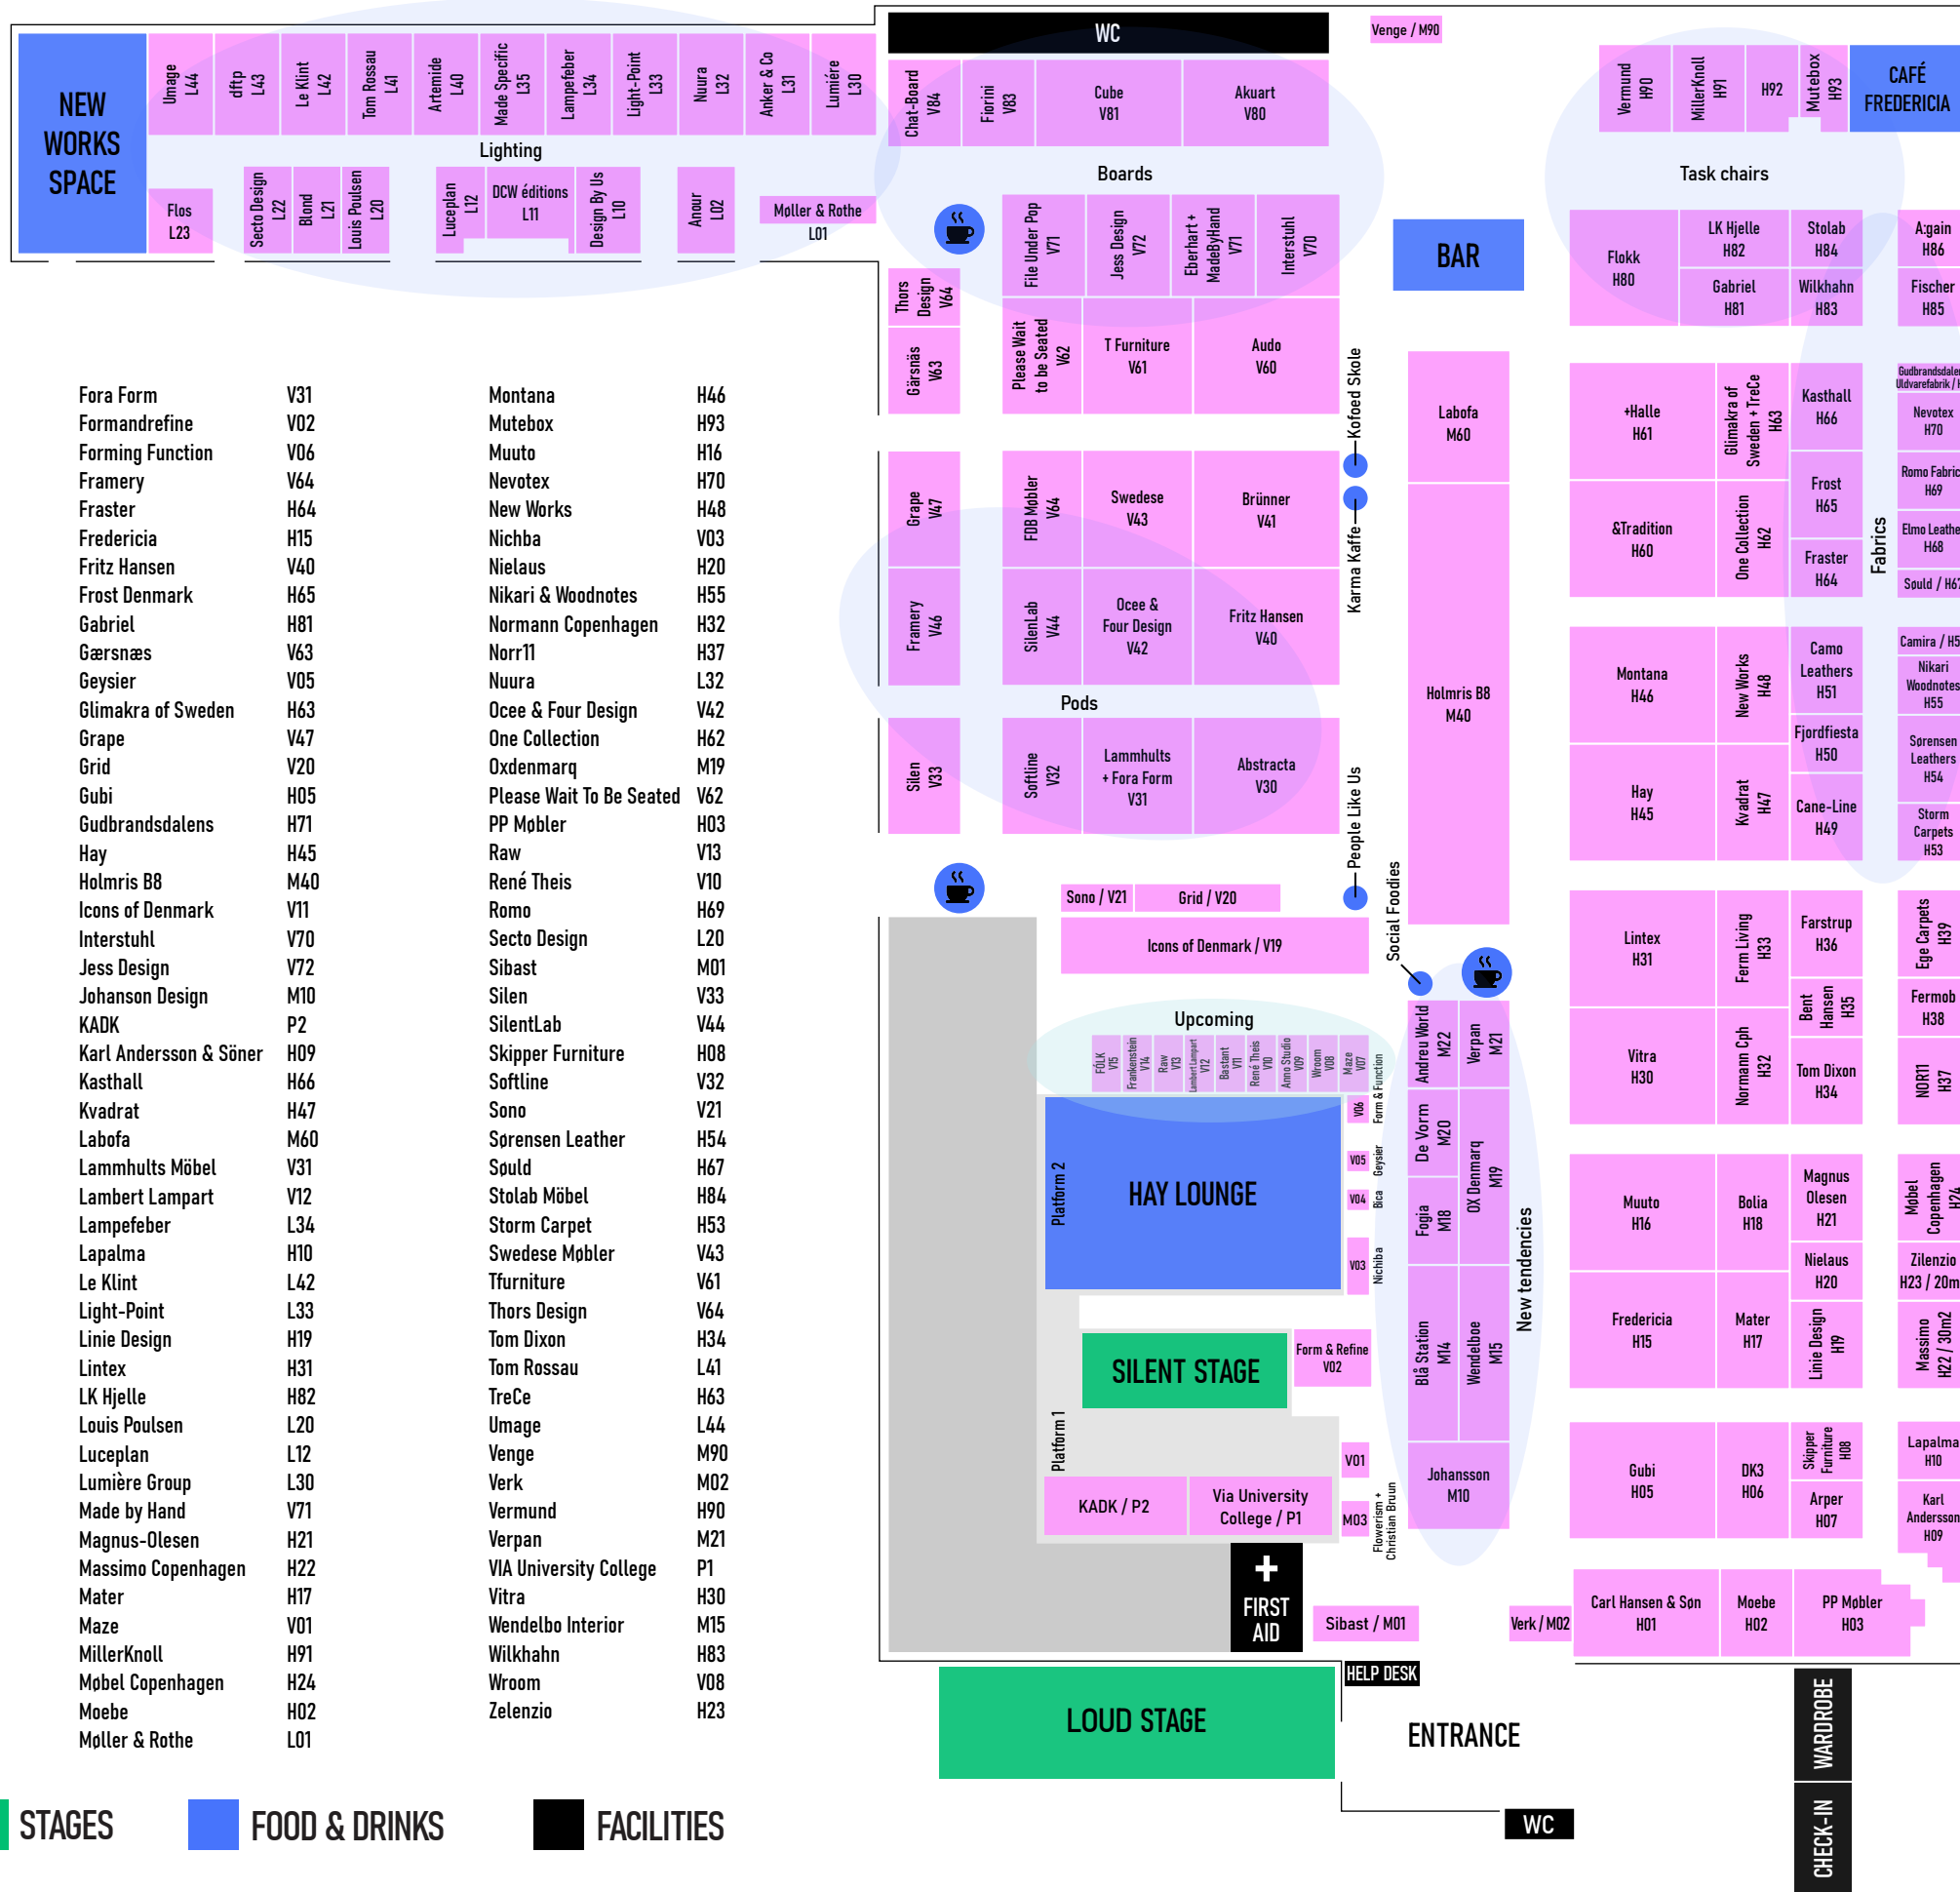 WC
Venge / M90
NEW
WORKS
SPACE
Umage
L44
dftp
L43
Le Klint
L42
Tom Rossau
L41
Artemide
L40
Made Specific
L35
Lampefeber
L34
Light-Point
L33
Nuura
L32
Anker & Co
L31
Lumiére
L30
Lighting
Flos
L23
Secto Design
L22
Blond
L21
Louis Poulsen
L20
Luceplan
L12
DCW éditions
L11
Design By Us
L10
Anour
L02
Møller & Rothe
L01
Chat-Board
V84
Fiorini
V83
Cube
V81
Akuart
V80
Boards
File Under Pop
V71
Jess Design
V72
Eberhart +
MadeByHand
V71
Interstuhl
V70
Thors
Design
V64
Gärsnäs
V63
Please Wait
to be Seated
V62
T Furniture
V61
Audo
V60
Grape
V47
FDB Møbler
V64
Swedese
V43
Brünner
V41
Framery
V46
SilenLab
V44
Ocee &
Four Design
V42
Fritz Hansen
V40
Pods
Silen
V33
Softline
V32
Lammhults
+ Fora Form
V31
Abstracta
V30
Sono / V21
Grid / V20
Icons of Denmark / V19
Kofoed Skole
Karma Kaffe
People Like Us
Social Foodies
BAR
Labofa
M60
Holmris B8
M40
Upcoming
FÓLK
V15
Frankenstein
V14
Raw
V13
Lambert Lampart
V12
Bastant
V11
René Theis
V10
Anno Studio
V09
Wroom
V08
Maze
V07
V06
Form & Function
V05
Geysier
V04
Bica
V03
Nichiba
Platform 2
HAY LOUNGE
SILENT STAGE
Form & Refine
V02
Platform 1
V01
KADK / P2
Via University
College / P1
M03
Flowerism +
Christian Bruun
FIRST
AID
Sibast / M01
Verk / M02
HELP DESK
LOUD STAGE
ENTRANCE
WC
WARDROBE
CHECK-IN
Andreu World
M22
Verpan
M21
De Vorm
M20
OX Denmarq
M19
Fogia
M18
Blå Station
M14
Wendelboe
M15
Johansson
M10
New tendencies
Vermund
H90
MillerKnoll
H91
H92
Mutebox
H93
CAFÉ
FREDERICIA
Task chairs
Flokk
H80
LK Hjelle
H82
Stolab
H84
Gabriel
H81
Wilkhahn
H83
A:gain
H86
Fischer
H85
+Halle
H61
Glimakra of
Sweden + TreCe
H63
Kasthall
H66
&Tradition
H60
One Collection
H62
Frost
H65
Fraster
H64
Fabrics
Gudbrandsdalen
Uldvarefabrik / H
Nevotex
H70
Romo Fabric
H69
Elmo Leathe
H68
Søuld / H67
Montana
H46
New Works
H48
Camo
Leathers
H51
Hay
H45
Kvadrat
H47
Fjordfiesta
H50
Cane-Line
H49
Camira / H5
Nikari
Woodnotes
H55
Sørensen
Leathers
H54
Storm
Carpets
H53
Lintex
H31
Ferm Living
H33
Farstrup
H36
Vitra
H30
Normann Cph
H32
Bent
Hansen
H35
Tom Dixon
H34
Ege Carpets
H39
Fermob
H38
NOR11
H37
Muuto
H16
Bolia
H18
Magnus
Olesen
H21
Fredericia
H15
Mater
H17
Nielaus
H20
Linie Design
H19
Møbel
Copenhagen
H24
Zilenzio
H23 / 20m
Massimo
H22 / 30m2
Gubi
H05
DK3
H06
Skipper
Furniture
H08
Arper
H07
Lapalma
H10
Karl
Andersson
H09
Carl Hansen & Søn
H01
Moebe
H02
PP Møbler
H03
Fora Form V31
Formandrefine V02
Forming Function V06
Framery V64
Fraster H64
Fredericia H15
Fritz Hansen V40
Frost Denmark H65
Gabriel H81
Gærsnæs V63
Geysier V05
Glimakra of Sweden H63
Grape V47
Grid V20
Gubi H05
Gudbrandsdalens H71
Hay H45
Holmris B8 M40
Icons of Denmark V11
Interstuhl V70
Jess Design V72
Johanson Design M10
KADK P2
Karl Andersson & Söner H09
Kasthall H66
Kvadrat H47
Labofa M60
Lammhults Möbel V31
Lambert Lampart V12
Lampefeber L34
Lapalma H10
Le Klint L42
Light-Point L33
Linie Design H19
Lintex H31
LK Hjelle H82
Louis Poulsen L20
Luceplan L12
Lumière Group L30
Made by Hand V71
Magnus-Olesen H21
Massimo Copenhagen H22
Mater H17
Maze V01
MillerKnoll H91
Møbel Copenhagen H24
Moebe H02
Møller & Rothe L01
Montana H46
Mutebox H93
Muuto H16
Nevotex H70
New Works H48
Nichba V03
Nielaus H20
Nikari & Woodnotes H55
Normann Copenhagen H32
Norr11 H37
Nuura L32
Ocee & Four Design V42
One Collection H62
Oxdenmarq M19
Please Wait To Be Seated V62
PP Møbler H03
Raw V13
René Theis V10
Romo H69
Secto Design L20
Sibast M01
Silen V33
SilentLab V44
Skipper Furniture H08
Softline V32
Sono V21
Sørensen Leather H54
Søuld H67
Stolab Möbel H84
Storm Carpet H53
Swedese Møbler V43
Tfurniture V61
Thors Design V64
Tom Dixon H34
Tom Rossau L41
TreCe H63
Umage L44
Venge M90
Verk M02
Vermund H90
Verpan M21
VIA University College P1
Vitra H30
Wendelbo Interior M15
Wilkhahn H83
Wroom V08
Zelenzio H23
STAGES
FOOD & DRINKS
FACILITIES